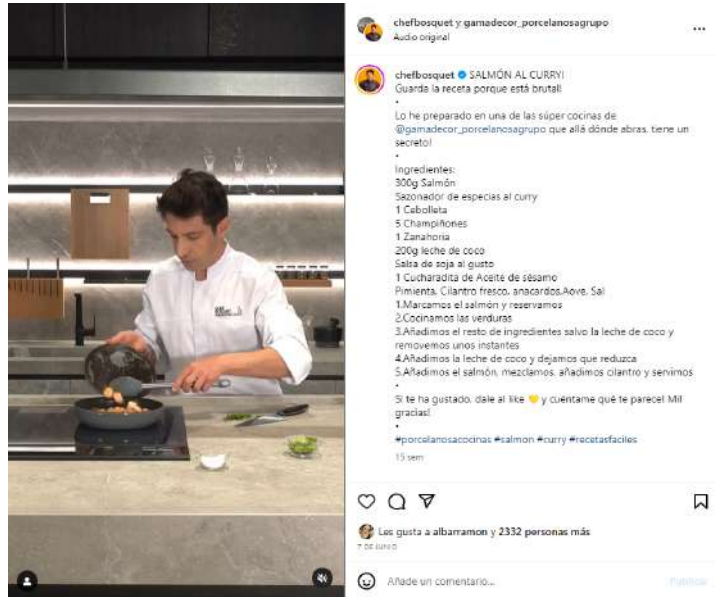 chefbosquet y gamadecor_porcelanosagrupo
Audio original
chefbosquet SALMÓN AL CURRY!
Guarda la receta porque está brutal!
•
Lo he preparado en una de las súper cocinas de
@gamadecor_porcelanosagrupo que allá dónde abras, tiene un
secreto!
•
Ingredientes:
300g Salmón
Sazonador de especias al curry
1 Cebolleta
5 Champiñones
1 Zanahoria
200g leche de coco
Salsa de soja al gusto
1 Cucharadita de Aceite de sésamo
Pimienta, Cilantro fresco, anacardos,Aove, Sal
1.Marcamos el salmón y reservamos
2.Cocinamos las verduras
3.Añadimos el resto de ingredientes salvo la leche de coco y
removemos unos instantes
4.Añadimos la leche de coco y dejamos que reduzca
5.Añadimos el salmón, mezclamos, añadimos cilantro y servimos
•
Si te ha gustado, dale al like 💛 y cuéntame qué te parece! Mil
gracias!
•
#porcelanosacocinas #salmon #curry #recetasfaciles
15 sem
Les gusta a albarramon y 2332 personas más
7 DE JUNIO
Añade un comentario...
Publicar